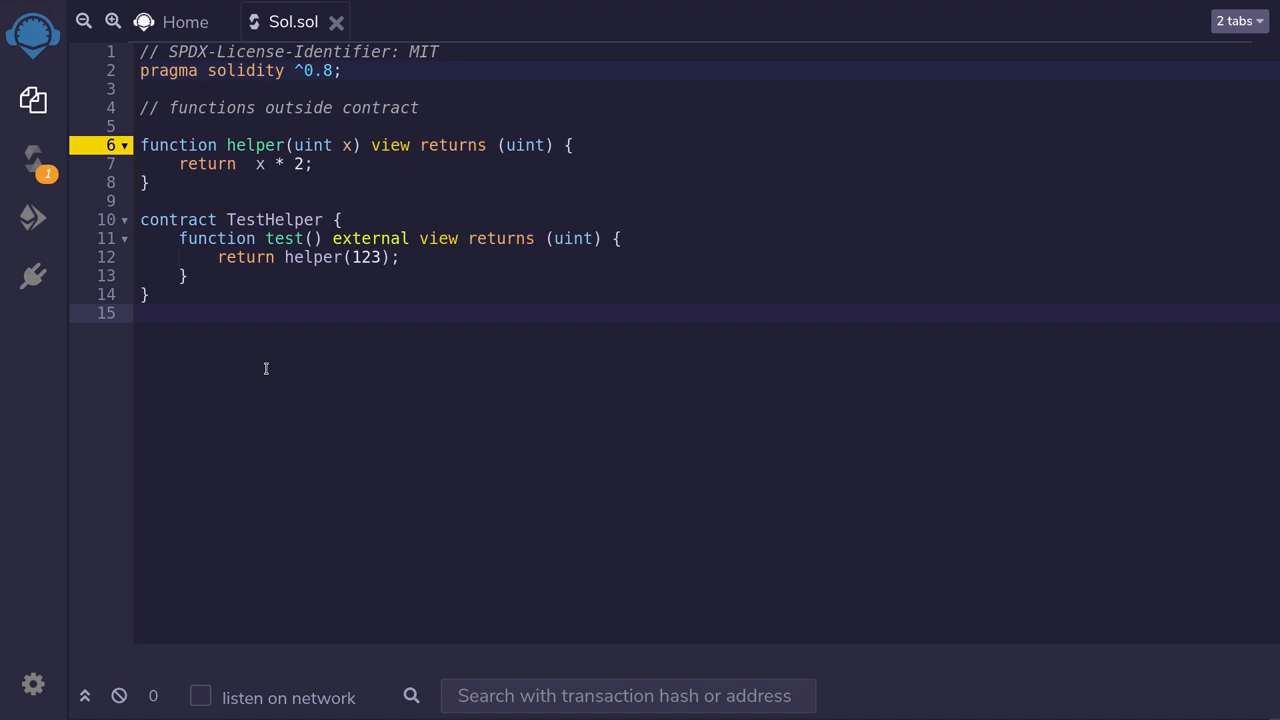 Home
Sol.sol
2 tabs
1 // SPDX-License-Identifier: MIT
2 pragma solidity ^0.8;
3
4 // functions outside contract
5
6 function helper(uint x) view returns (uint) {
7     return  x * 2;
8 }
9
10 contract TestHelper {
11     function test() external view returns (uint) {
12         return helper(123);
13     }
14 }
15
1
0
listen on network
Search with transaction hash or address